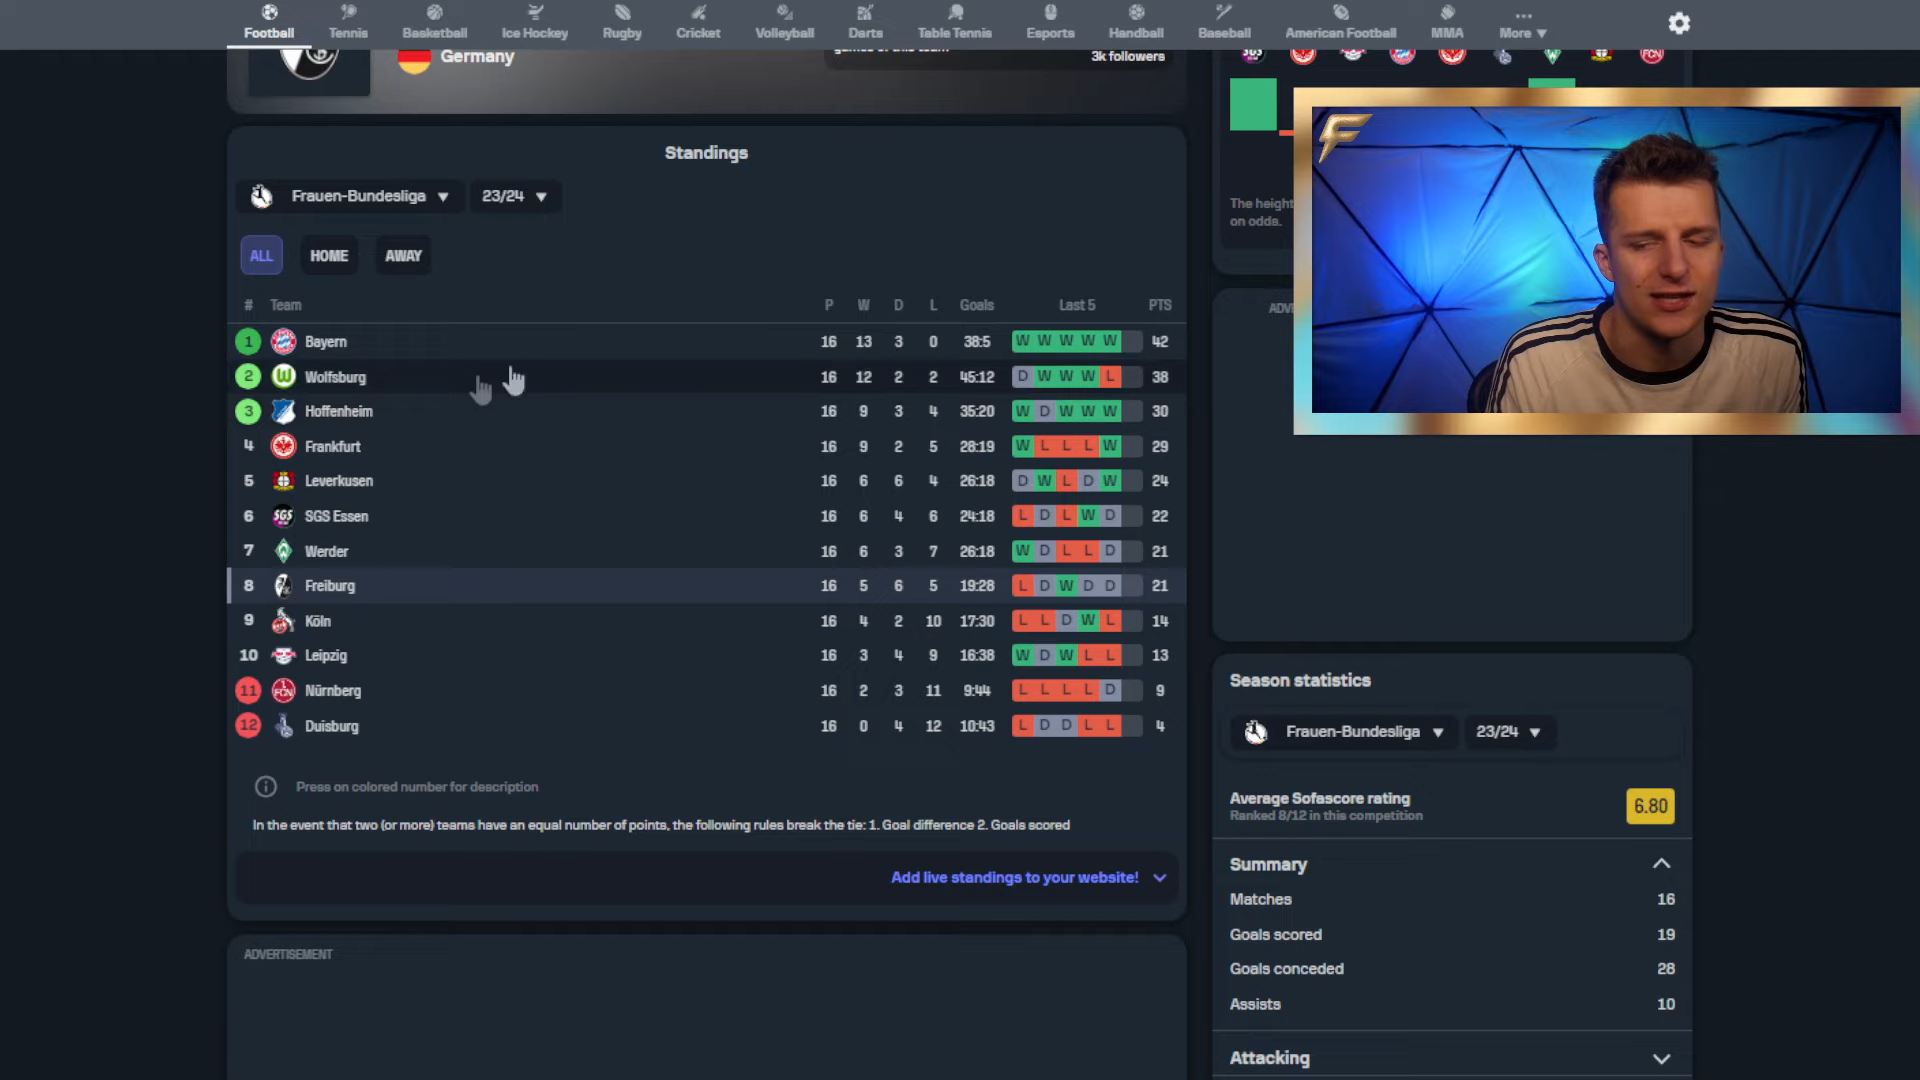 Football Tennis Basketball Ice Hockey Rugby Cricket Volleyball Darts Table Tennis Esports Handball Baseball American Football MMA More
Germany
games of this team
3k followers
Standings
Frauen-Bundesliga 23/24
ALL HOME AWAY
# Team P W D L Goals Last 5 PTS
1 Bayern 16 13 3 0 38:5 W W W W W 42
2 Wolfsburg 16 12 2 2 45:12 D W W W L 38
3 Hoffenheim 16 9 3 4 35:20 W D W W W 30
4 Frankfurt 16 9 2 5 28:19 W L L L W 29
5 Leverkusen 16 6 6 4 26:18 D W L D W 24
6 SGS Essen 16 6 4 6 24:18 L D L W D 22
7 Werder 16 6 3 7 26:18 W D L L D 21
8 Freiburg 16 5 6 5 19:28 L D W D D 21
9 Köln 16 4 2 10 17:30 L L D W L 14
10 Leipzig 16 3 4 9 16:38 W D W L L 13
11 Nürnberg 16 2 3 11 9:44 L L L L D 9
12 Duisburg 16 0 4 12 10:43 L D D L L 4
Press on colored number for description
In the event that two (or more) teams have an equal number of points, the following rules break the tie: 1. Goal difference 2. Goals scored
Add live standings to your website!
ADVERTISEMENT
The height
on odds.
ADV
Season statistics
Frauen-Bundesliga 23/24
Average Sofascore rating
Ranked 8/12 in this competition
6.80
Summary
Matches 16
Goals scored 19
Goals conceded 28
Assists 10
Attacking